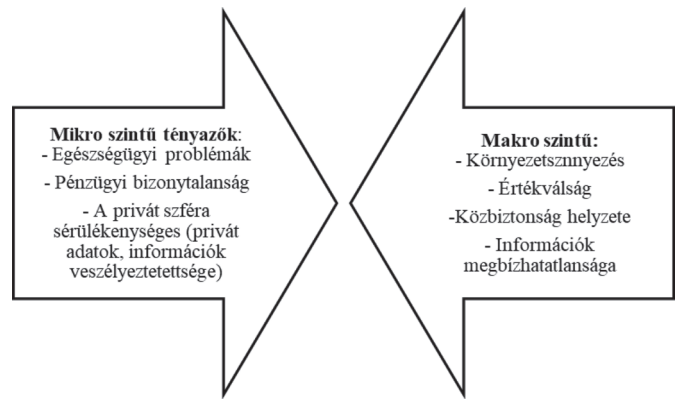 Mikro szintű tényazők:
- Egészségügyi problémák
- Pénzügyi bizonytalanság
- A privát szféra
sérülékenységes (privát
adatok, információk
veszélyeztetettsége)
Makro szintű:
- Környezetsznnyezés
- Értékválság
-Közbiztonság helyzete
- Információk
megbízhatatlansága